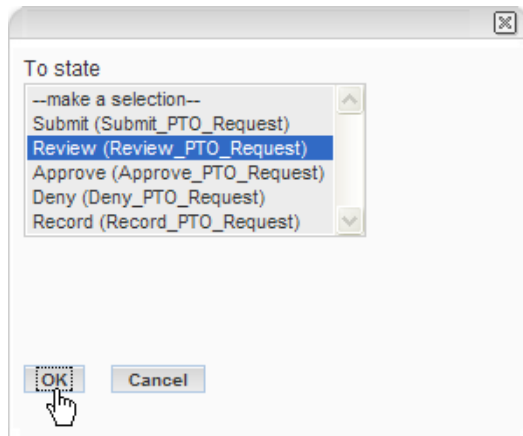 To state
--make a selection--
Submit (Submit_PTO_Request)
Review (Review_PTO_Request)
Approve (Approve_PTO_Request)
Deny (Deny_PTO_Request)
Record (Record_PTO_Request)
OK Cancel